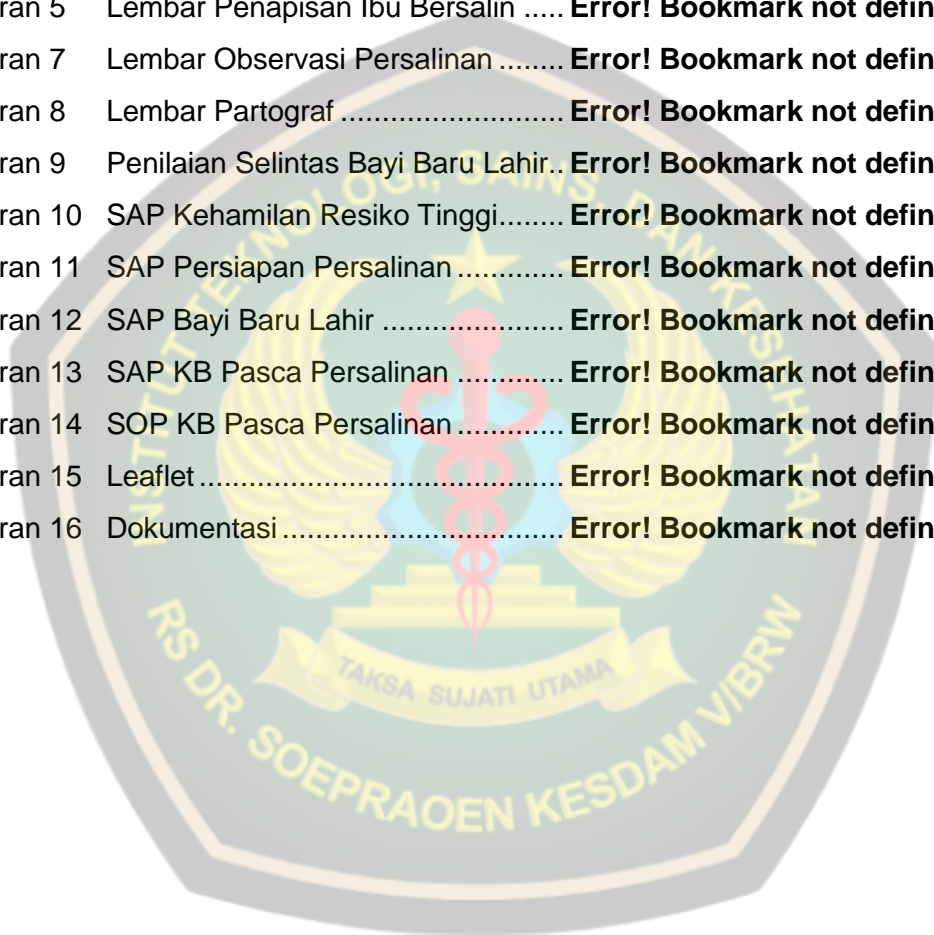 ran 5 Lembar Penapisan Ibu Bersalin ..... Error! Bookmark not defin
ran 7 Lembar Observasi Persalinan ........ Error! Bookmark not defin
ran 8 Lembar Partograf .......................... Error! Bookmark not defin
ran 9 Penilaian Selintas Bayi Baru Lahir.. Error! Bookmark not defin
ran 10 SAP Kehamilan Resiko Tinggi........ Error! Bookmark not defin
ran 11 SAP Persiapan Persalinan ............. Error! Bookmark not defin
ran 12 SAP Bayi Baru Lahir ..................... Error! Bookmark not defin
ran 13 SAP KB Pasca Persalinan ............. Error! Bookmark not defin
ran 14 SOP KB Pasca Persalinan ............. Error! Bookmark not defin
ran 15 Leaflet .......................................... Error! Bookmark not defin
ran 16 Dokumentasi ................................. Error! Bookmark not defin
INSTITUT TEKNOLOGI, SAINS, DAN KESEHATAN
TAKSA SUJATI UTAMA
RS DR. SOEPRAOEN KESDAM V/BRW